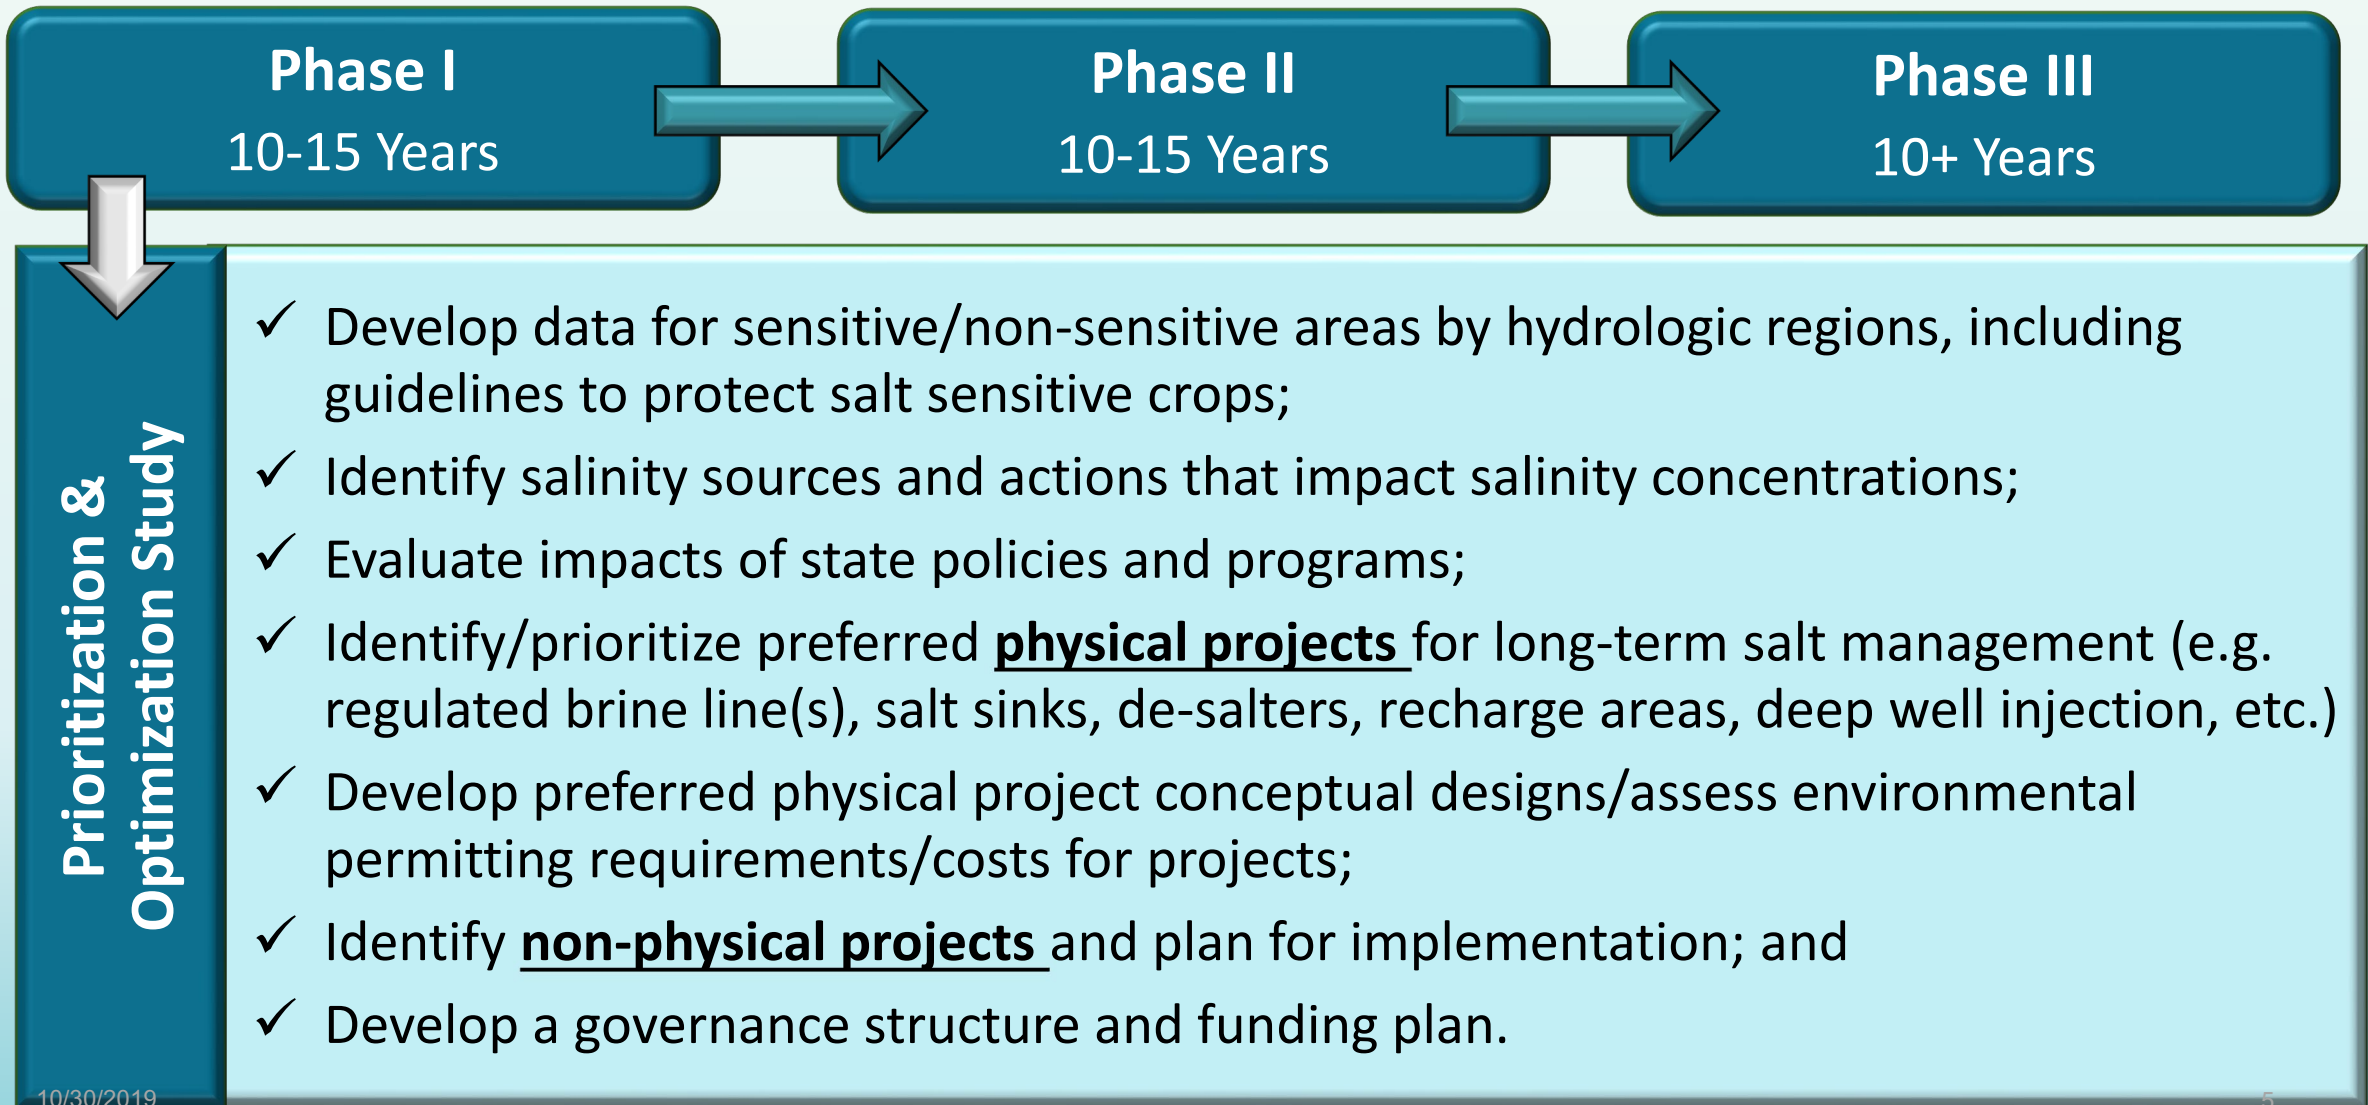 Phase I
10-15 Years
Phase II
10-15 Years
Phase III
10+ Years
Prioritization &
Optimization Study
✓ Develop data for sensitive/non-sensitive areas by hydrologic regions, including
guidelines to protect salt sensitive crops;
✓ Identify salinity sources and actions that impact salinity concentrations;
✓ Evaluate impacts of state policies and programs;
✓ Identify/prioritize preferred physical projects for long-term salt management (e.g.
regulated brine line(s), salt sinks, de-salters, recharge areas, deep well injection, etc.)
✓ Develop preferred physical project conceptual designs/assess environmental
permitting requirements/costs for projects;
✓ Identify non-physical projects and plan for implementation; and
✓ Develop a governance structure and funding plan.
10/30/2019
5